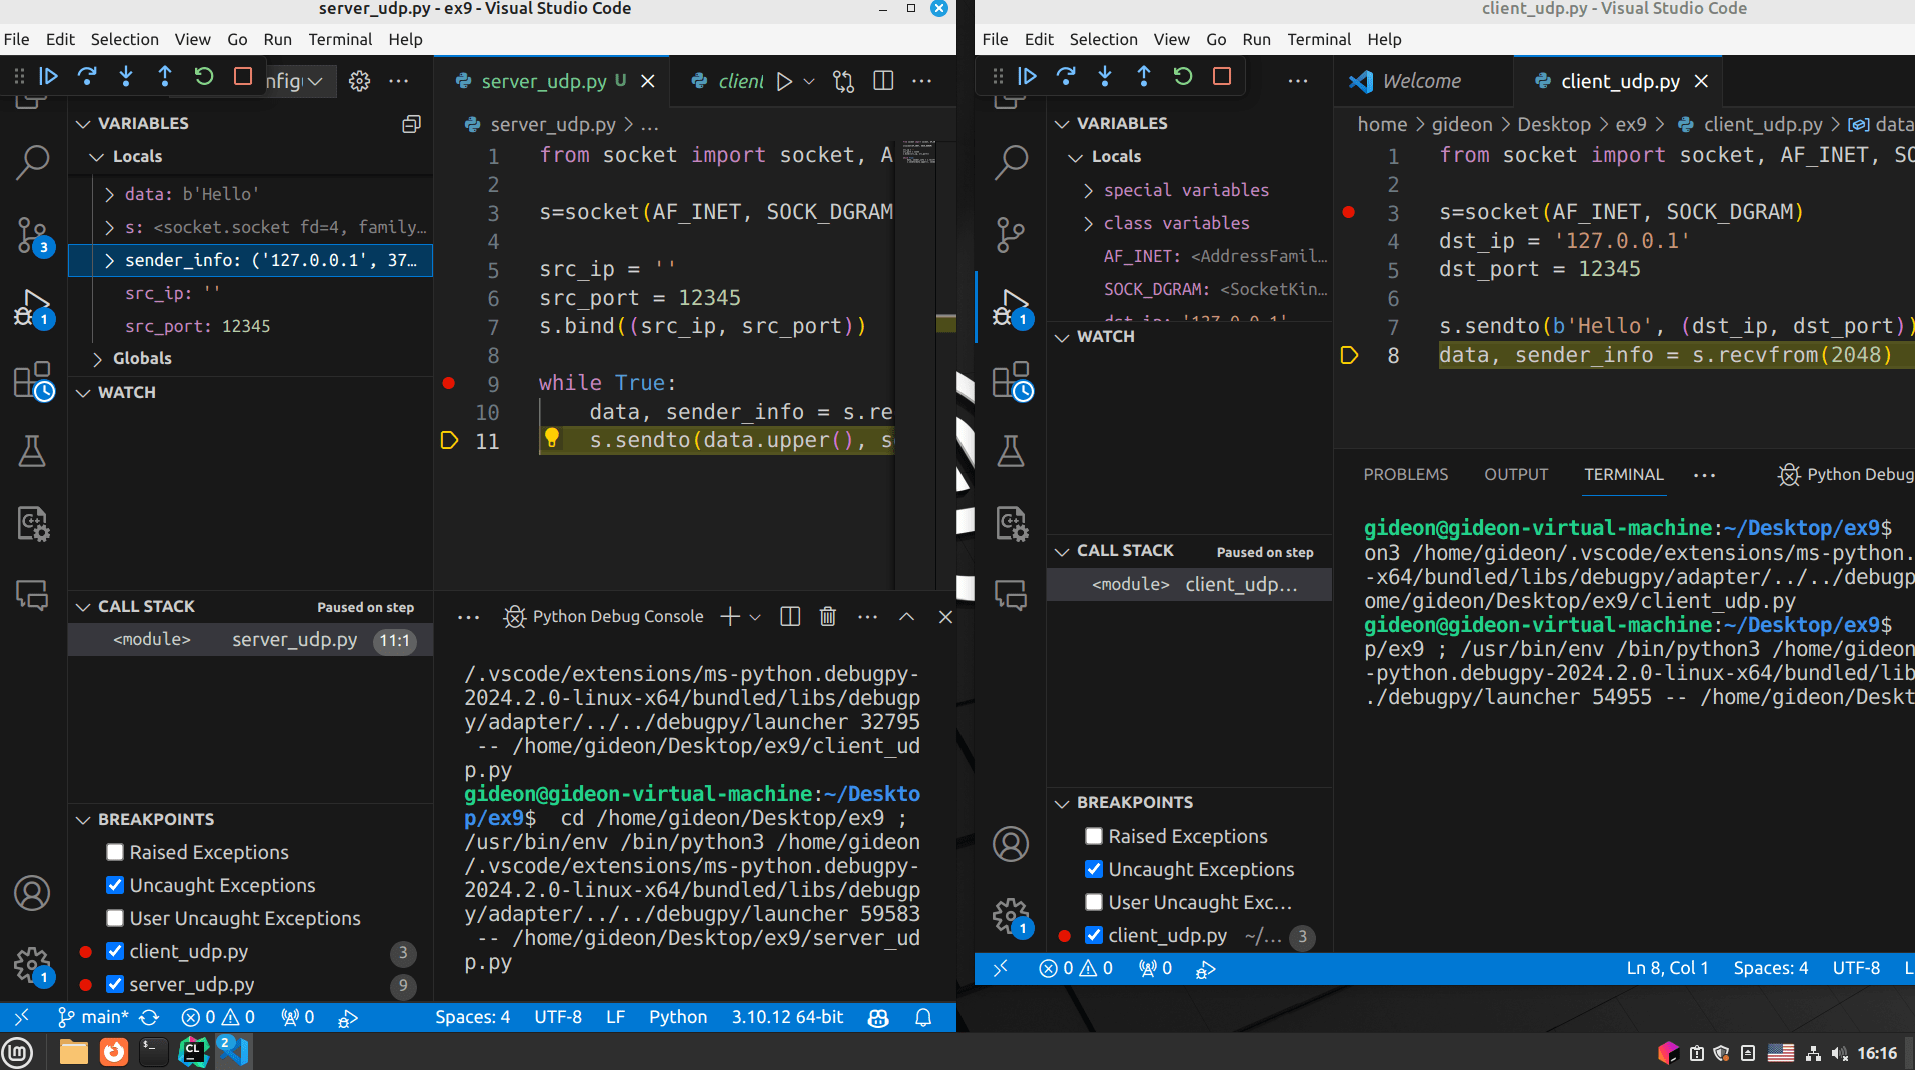 server_udp.py - ex9 - Visual Studio Code
File Edit Selection View Go Run Terminal Help
server_udp.py U
client
VARIABLES
Locals
data: b'Hello'
s: <socket.socket fd=4, family…
sender_info: ('127.0.0.1', 37…
src_ip: ''
src_port: 12345
Globals
WATCH
CALL STACK Paused on step
<module> server_udp.py 11:1
BREAKPOINTS
Raised Exceptions
Uncaught Exceptions
User Uncaught Exceptions
client_udp.py 3
server_udp.py 9
3
1
1
server_udp.py > …
1 from socket import socket, A
2
3 s=socket(AF_INET, SOCK_DGRAM
4
5 src_ip = ''
6 src_port = 12345
7 s.bind((src_ip, src_port))
8
9 while True:
10 data, sender_info = s.re
11 s.sendto(data.upper(), s
Python Debug Console
/.vscode/extensions/ms-python.debugpy-
2024.2.0-linux-x64/bundled/libs/debugp
y/adapter/../../debugpy/launcher 32795
-- /home/gideon/Desktop/ex9/client_ud
p.py
gideon@gideon-virtual-machine:~/Deskto
p/ex9$ cd /home/gideon/Desktop/ex9 ;
/usr/bin/env /bin/python3 /home/gideon
/.vscode/extensions/ms-python.debugpy-
2024.2.0-linux-x64/bundled/libs/debugp
y/adapter/../../debugpy/launcher 59583
-- /home/gideon/Desktop/ex9/server_ud
p.py
main* 0 0 0 Spaces: 4 UTF-8 LF Python 3.10.12 64-bit
client_udp.py - Visual Studio Code
File Edit Selection View Go Run Terminal Help
Welcome
client_udp.py
VARIABLES
Locals
special variables
class variables
AF_INET: <AddressFamil…
SOCK_DGRAM: <SocketKin…
dst_ip: '127.0.0.1'
WATCH
CALL STACK Paused on step
<module> client_udp…
BREAKPOINTS
Raised Exceptions
Uncaught Exceptions
User Uncaught Exc…
client_udp.py ~/… 3
1
1
home > gideon > Desktop > ex9 > client_udp.py > data
1 from socket import socket, AF_INET, SO
2
3 s=socket(AF_INET, SOCK_DGRAM)
4 dst_ip = '127.0.0.1'
5 dst_port = 12345
6
7 s.sendto(b'Hello', (dst_ip, dst_port))
8 data, sender_info = s.recvfrom(2048)
PROBLEMS OUTPUT TERMINAL … Python Debug
gideon@gideon-virtual-machine:~/Desktop/ex9$
on3 /home/gideon/.vscode/extensions/ms-python.
-x64/bundled/libs/debugpy/adapter/../../debugp
ome/gideon/Desktop/ex9/client_udp.py
gideon@gideon-virtual-machine:~/Desktop/ex9$
p/ex9 ; /usr/bin/env /bin/python3 /home/gideon
-python.debugpy-2024.2.0-linux-x64/bundled/lib
./debugpy/launcher 54955 -- /home/gideon/Deskt
0 0 0 Ln 8, Col 1 Spaces: 4 UTF-8 L
CL
2
16:16